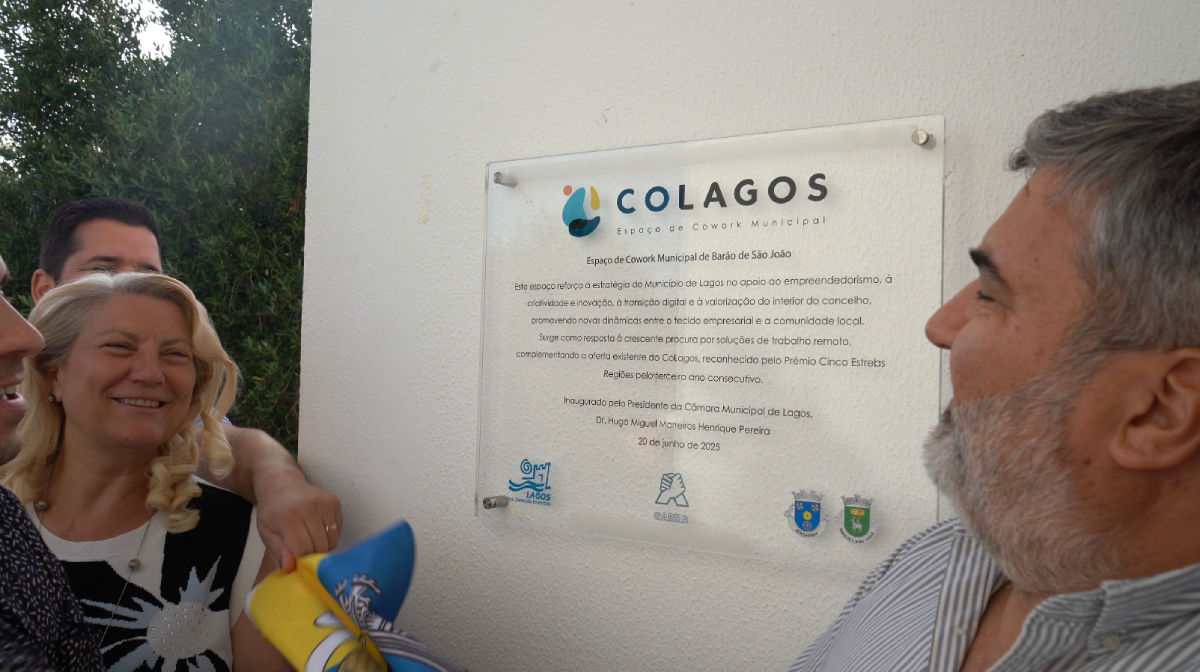 COLAGOS
Espaço de Cowork Municipal
Espaço de Cowork Municipal de Barão de São João
Este espaço reforça a estratégia do Município de Lagos no apoio ao empreendedorismo, à
criatividade e inovação, à transição digital e à valorização do interior do concelho,
promovendo novas dinâmicas entre o tecido empresarial e a comunidade local.
Surge como resposta à crescente procura por soluções de trabalho remoto,
complementando a oferta existente do CoLagos, reconhecido pelo Prémio Cinco Estrelas
Regiões pelo terceiro ano consecutivo.
Inaugurado pelo Presidente da Câmara Municipal de Lagos,
Dr. Hugo Miguel Marreiros Henrique Pereira
20 de junho de 2025
LAGOS
GARRA